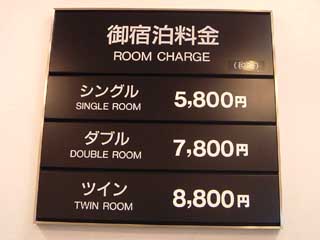 御宿泊料金
ROOM CHARGE
シングル
SINGLE ROOM
5,800円
ダブル
DOUBLE ROOM
7,800円
ツイン
TWIN ROOM
8,800円